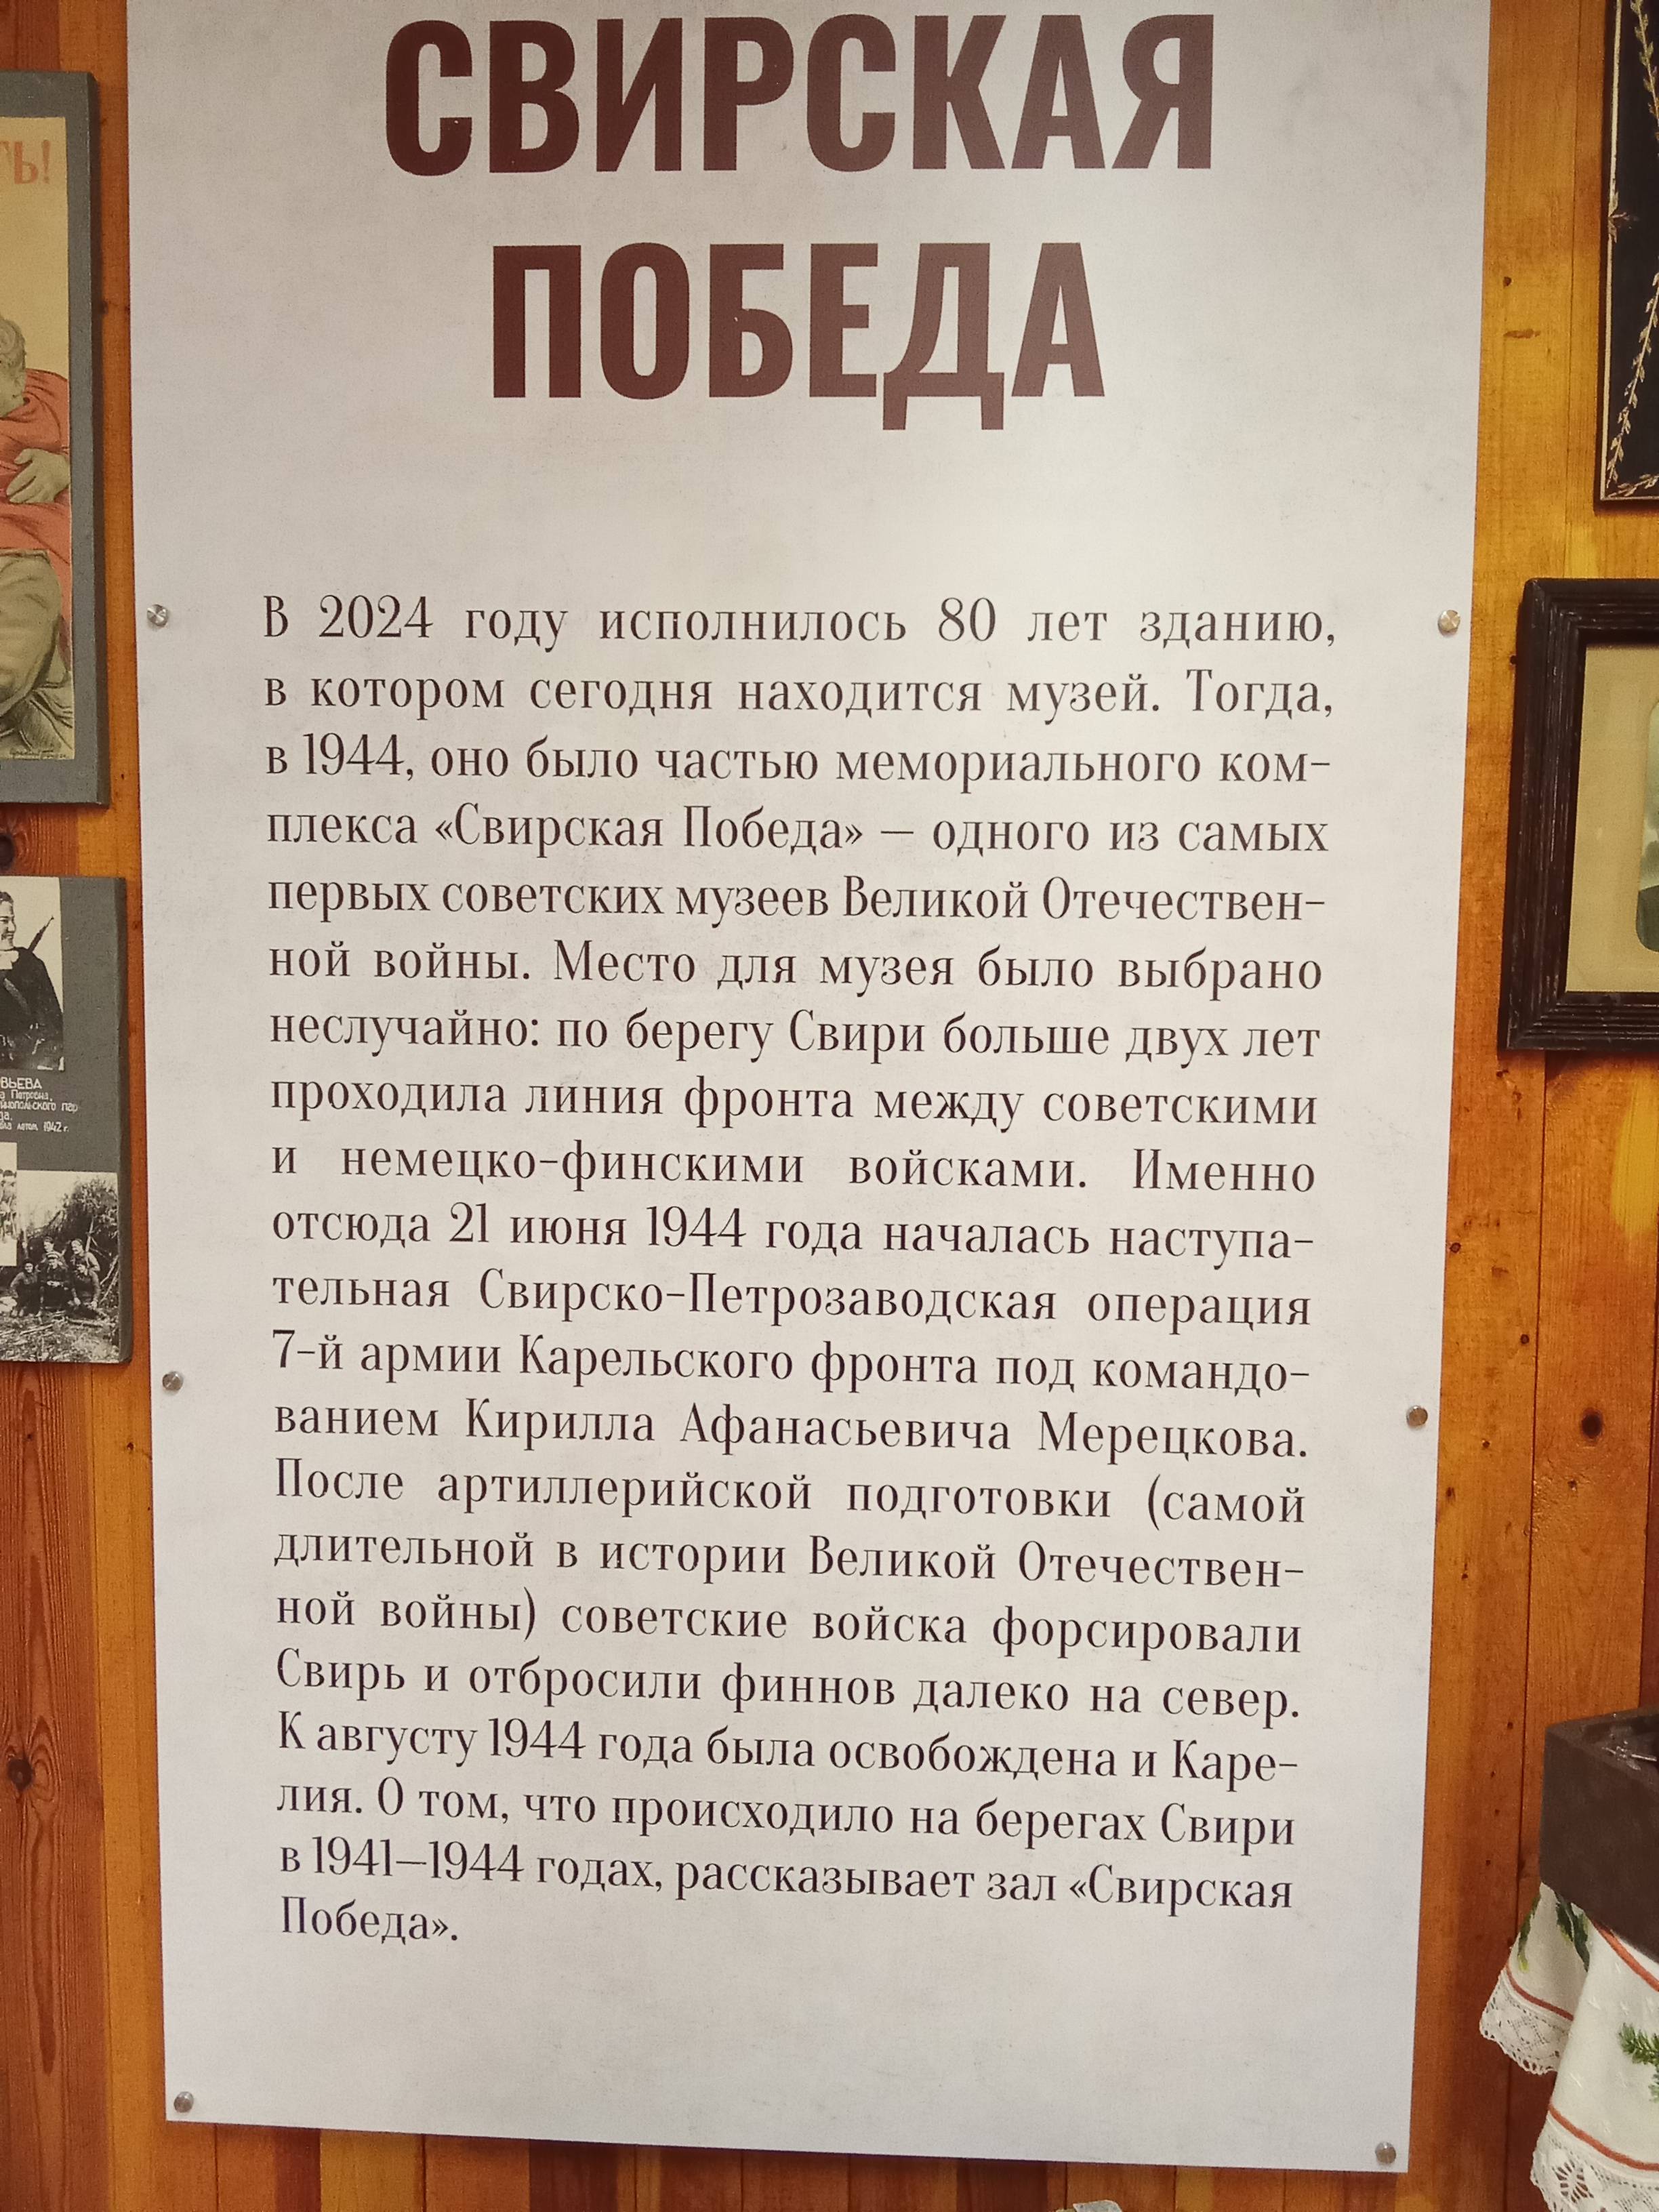 СВИРСКАЯ
ПОБЕДА
В 2024 году исполнилось 80 лет зданию,
в котором сегодня находится музей. Тогда,
в 1944, оно было частью мемориального ком-
плекса «Свирская Победа» – одного из самых
первых советских музеев Великой Отечествен-
ной войны. Место для музея было выбрано
неслучайно: по берегу Свири больше двух лет
проходила линия фронта между советскими
и немецко-финскими войсками. Именно
отсюда 21 июня 1944 года началась наступа-
тельная Свирско-Петрозаводская операция
7-й армии Карельского фронта под командо-
ванием Кирилла Афанасьевича Мерецкова.
После артиллерийской подготовки (самой
длительной в истории Великой Отечествен-
ной войны) советские войска форсировали
Свирь и отбросили финнов далеко на север.
К августу 1944 года была освобождена и Каре-
лия. О том, что происходило на берегах Свири
в 1941–1944 годах, рассказывает зал «Свирская
Победа».
ТЬ!
ВЬЕВА
Петровна,
летом 1942 г.